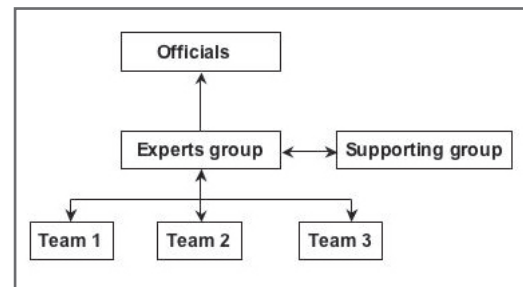 Officials
Experts group
Supporting group
Team 1
Team 2
Team 3